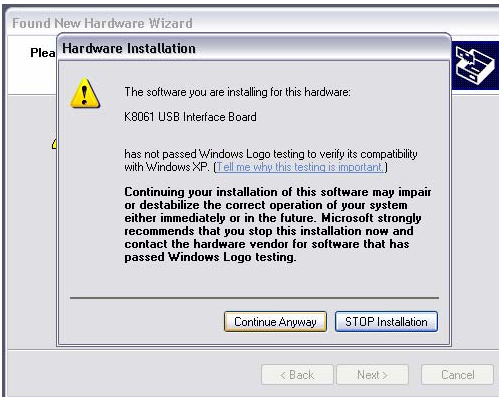 Found New Hardware Wizard
Plea
Hardware Installation
The software you are installing for this hardware:
K8061 USB Interface Board
has not passed Windows Logo testing to verify its compatibility
with Windows XP. (Tell me why this testing is important.)
Continuing your installation of this software may impair
or destabilize the correct operation of your system
either immediately or in the future. Microsoft strongly
recommends that you stop this installation now and
contact the hardware vendor for software that has
passed Windows Logo testing.
Continue Anyway STOP Installation
< Back Next > Cancel